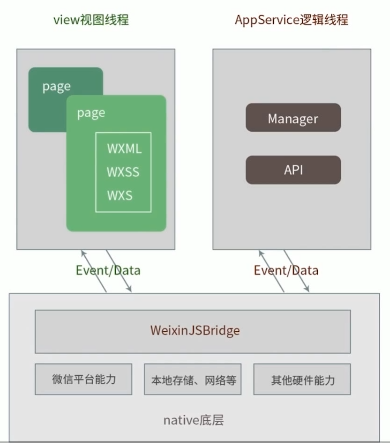 view视图线程
AppService逻辑线程
page
page
WXML
WXSS
WXS
Manager
API
Event/Data
Event/Data
WeixinJSBridge
微信平台能力
本地存储、网络等
其他硬件能力
native底层